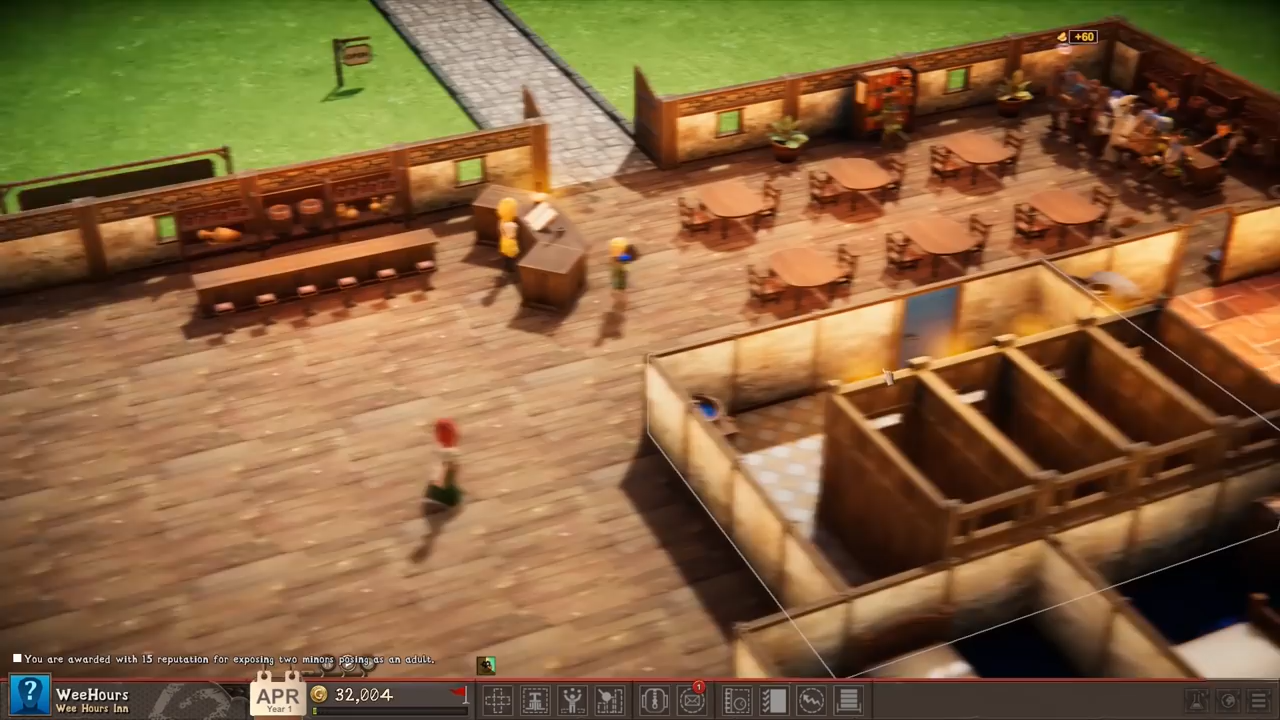 +60
You are awarded with 15 reputation for exposing two minors posing as an adult.
WeeHours
Wee Hours Inn
APR
Year 1
32,004
1